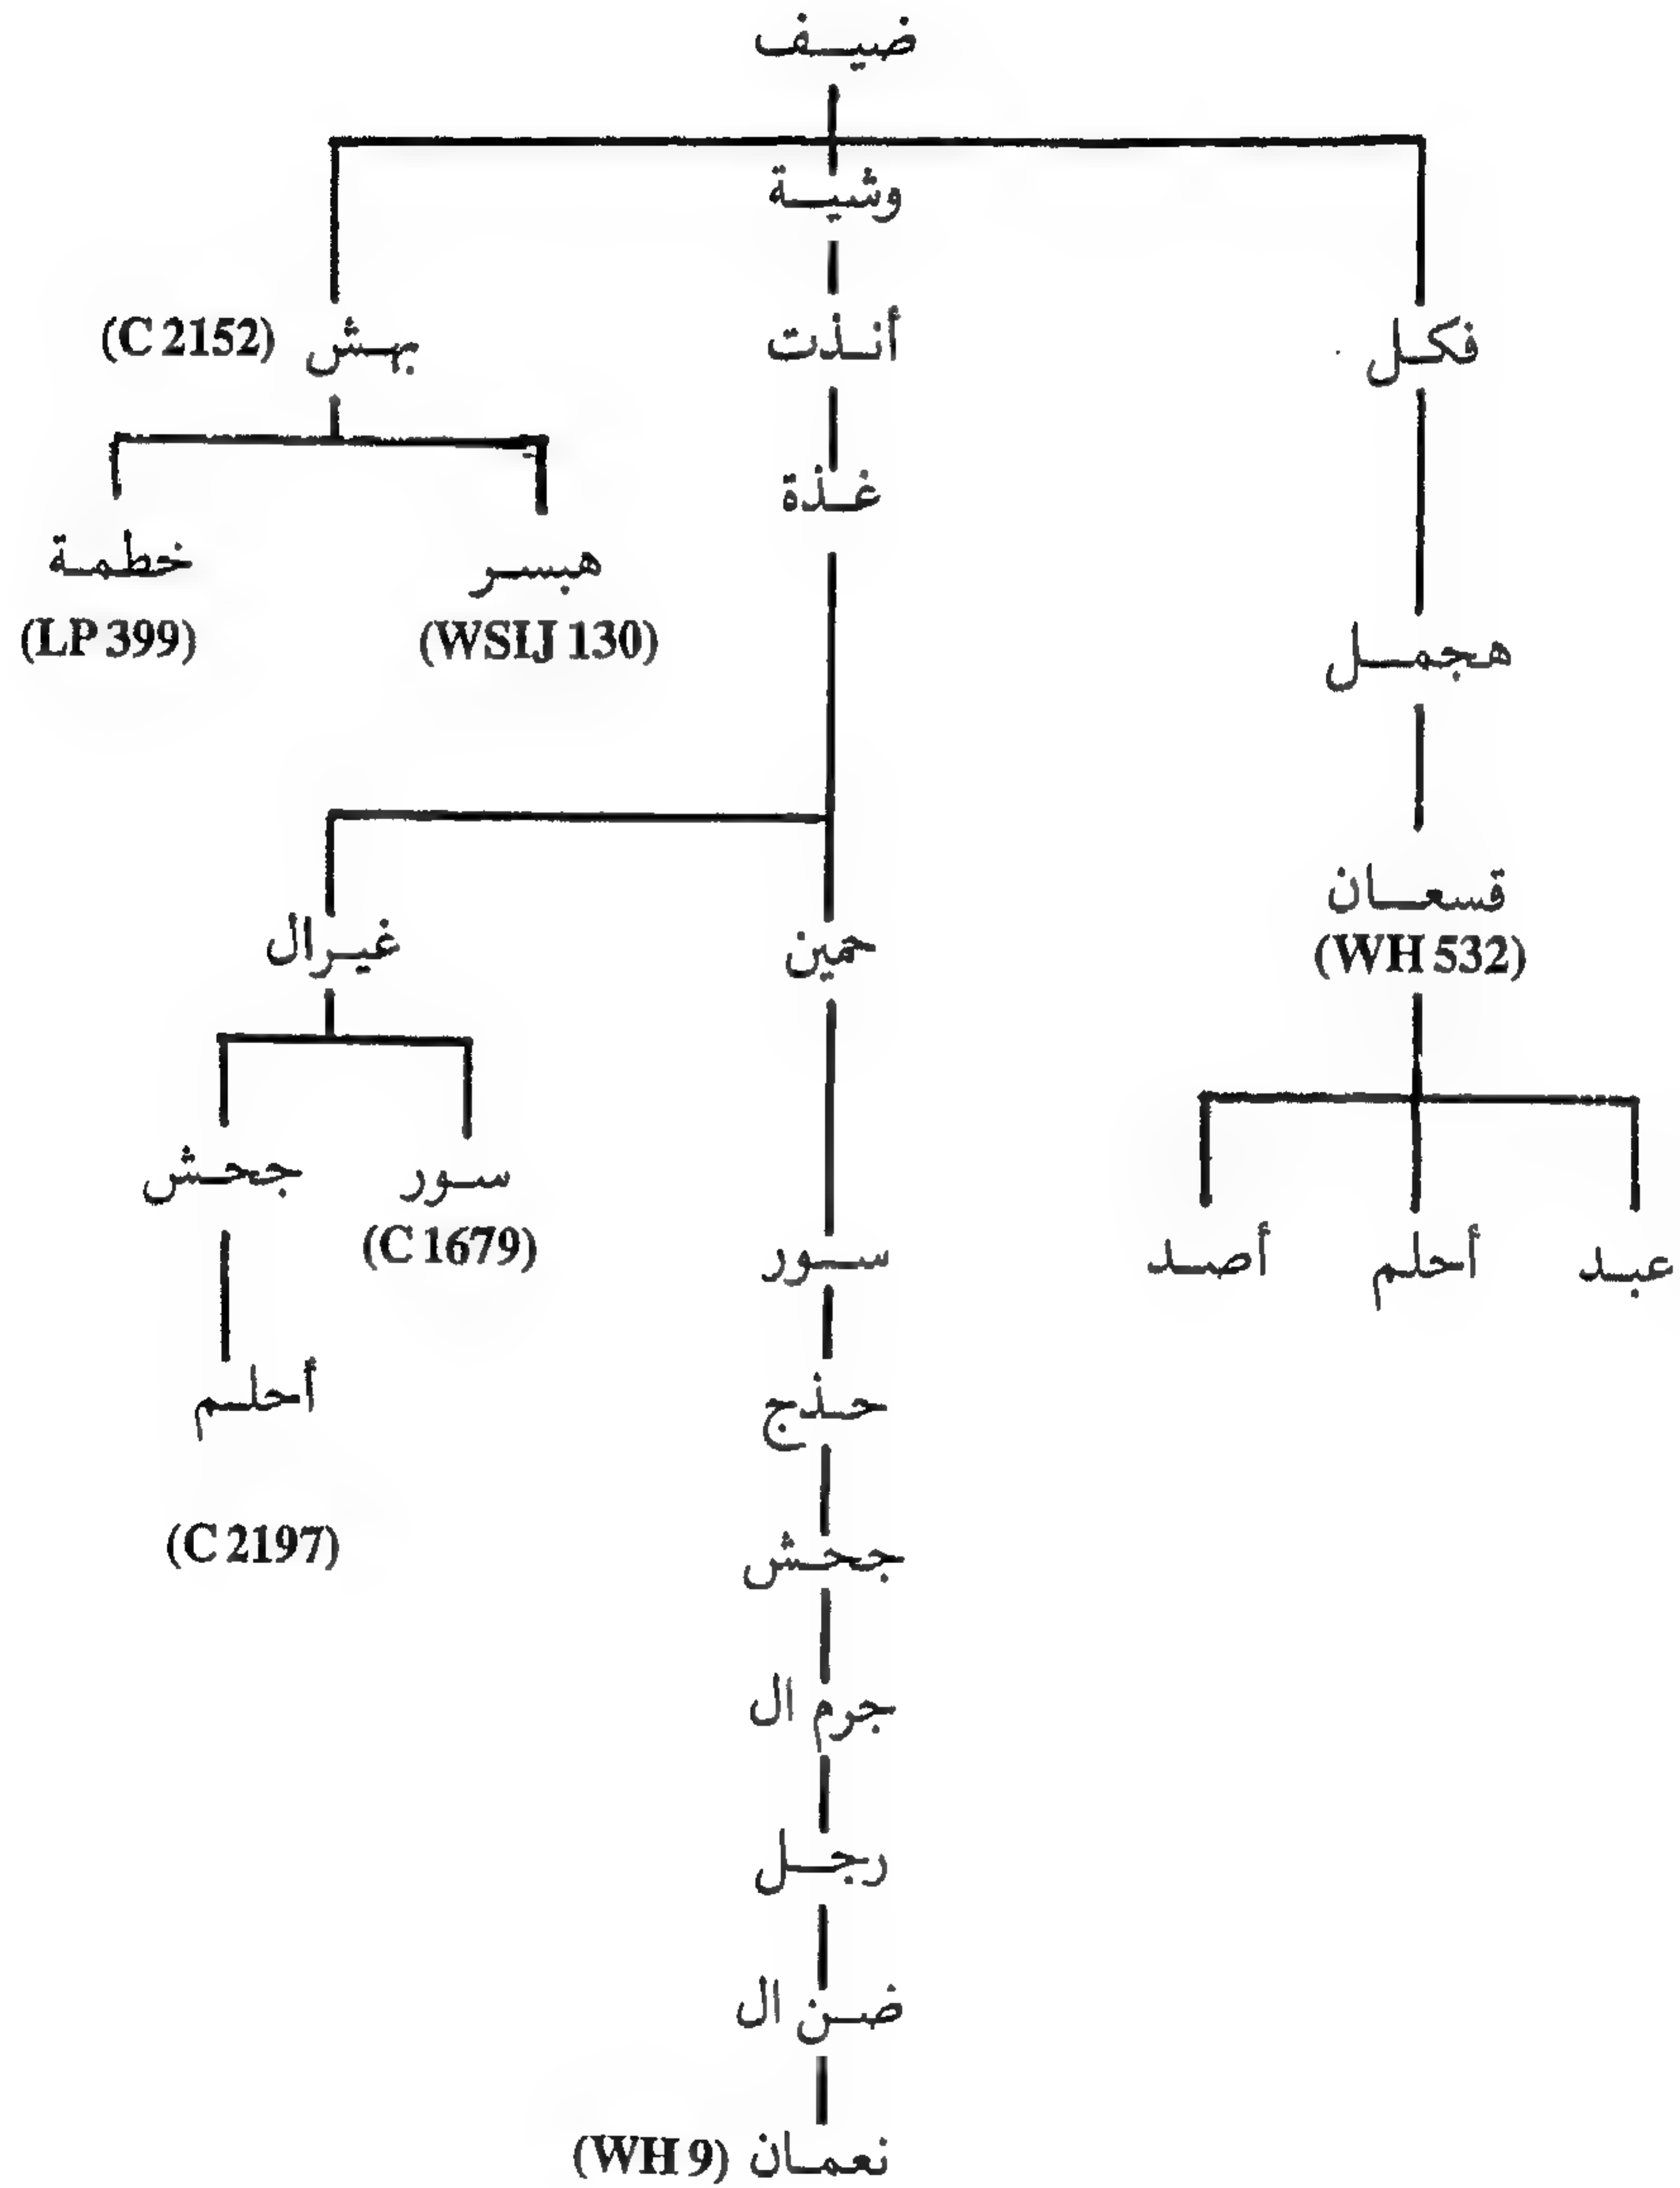 ضيف
وشية
فكل
أنذت
بهش (C 2152)
غذة
هبسر
خطمة
(WSIJ 130)
(LP 399)
هجمل
قسعان
(WH 532)
حمين
غيرال
سور
جحش
(C 1679)
عبد
أحلم
أصد
سور
أحلم
حذج
(C 2197)
جحش
جرم ال
رجل
ضن ال
نعمان (WH 9)